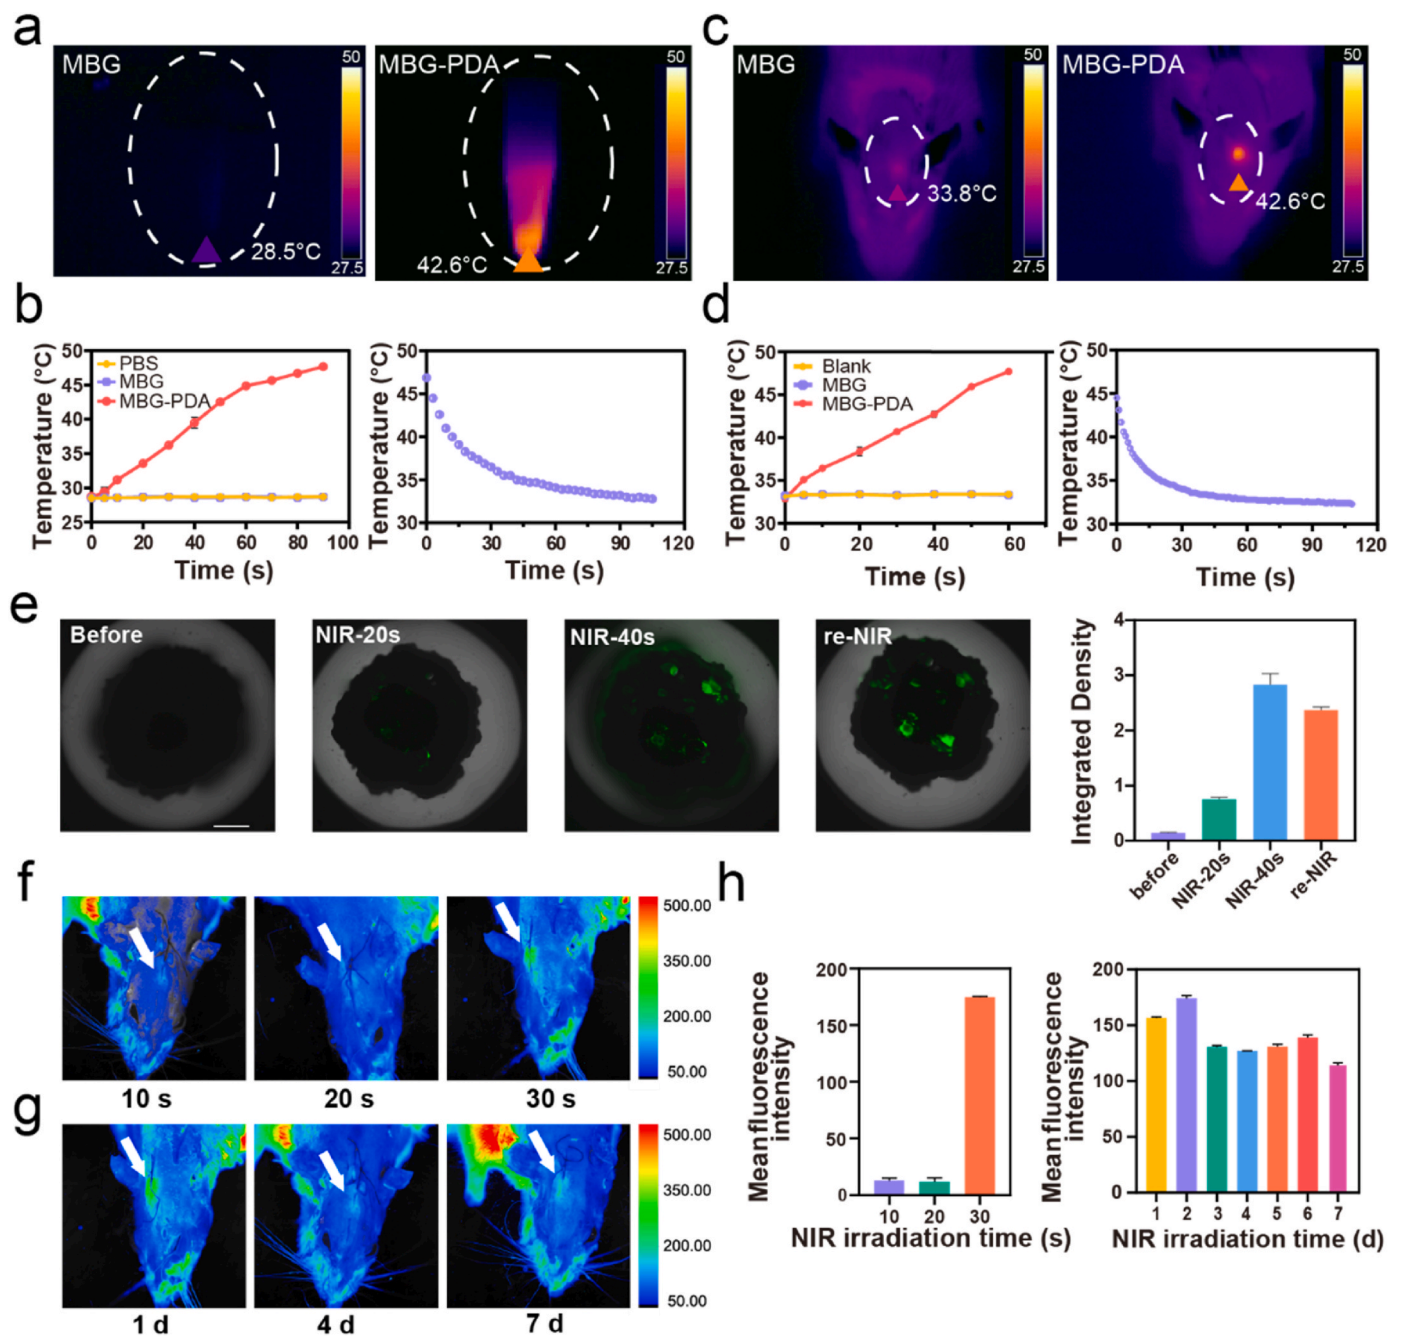 a
MBG
50
28.5°C
27.5
MBG-PDA
50
42.6°C
27.5
c
MBG
50
33.8°C
27.5
MBG-PDA
50
42.6°C
27.5
b
Temperature (°C)
50
45
40
35
30
25
PBS
MBG
MBG-PDA
0 20 40 60 80 100
Time (s)
Temperature (°C)
50
45
40
35
30
0 30 60 90 120
Time (s)
d
Temperature (°C)
50
45
40
35
30
Blank
MBG
MBG-PDA
0 20 40 60
Time (s)
Temperature (°C)
50
45
40
35
30
0 30 60 90 120
Time (s)
e
Before
NIR-20s
NIR-40s
re-NIR
Integrated Density
4
3
2
1
0
before
NIR-20s
NIR-40s
re-NIR
f
10 s
20 s
30 s
500.00
350.00
200.00
50.00
g
1 d
4 d
7 d
500.00
350.00
200.00
50.00
h
Mean fluorescence
intensity
200
150
100
50
0
10 20 30
NIR irradiation time (s)
Mean fluorescence
intensity
200
150
100
50
0
1 2 3 4 5 6 7
NIR irradiation time (d)